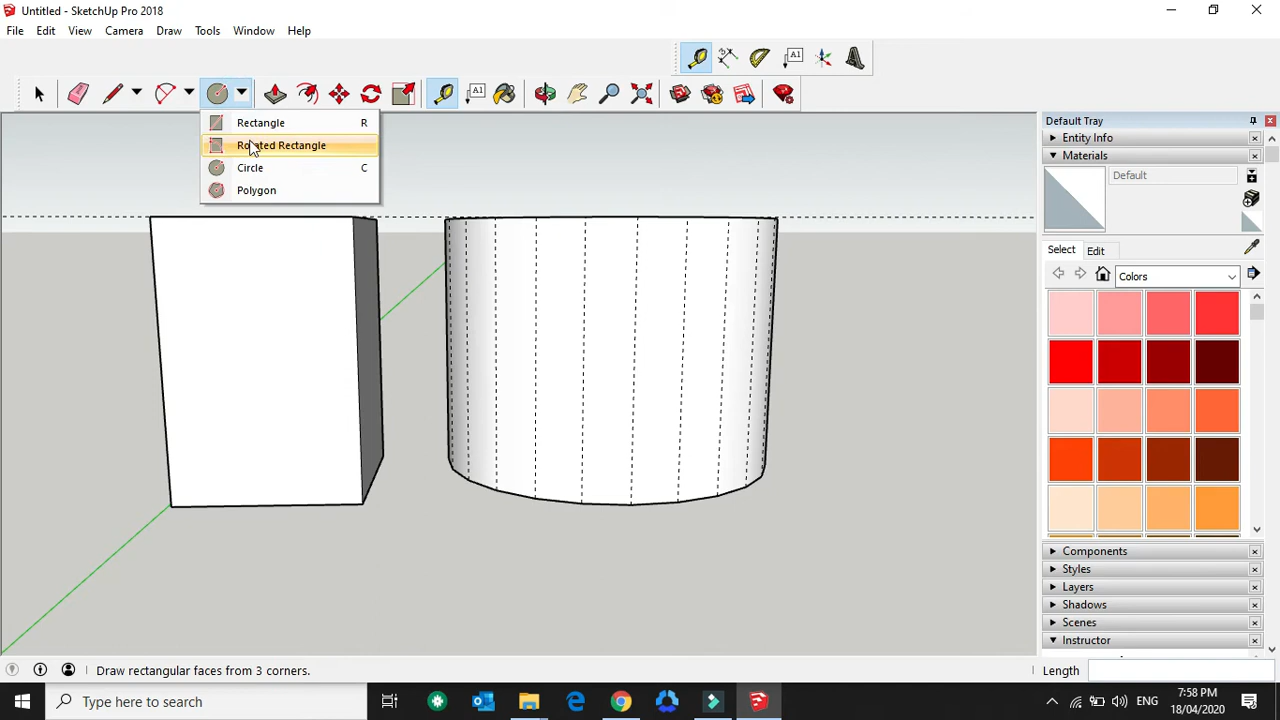 Untitled - SketchUp Pro 2018
File Edit View Camera Draw Tools Window Help
A1
A1
Rectangle R
Rotated Rectangle
Circle C
Polygon
Default Tray
Entity Info
Materials
Default
Select Edit
Colors
Components
Styles
Layers
Shadows
Scenes
Instructor
Draw rectangular faces from 3 corners.
Length
Type here to search
ENG
7:58 PM
18/04/2020